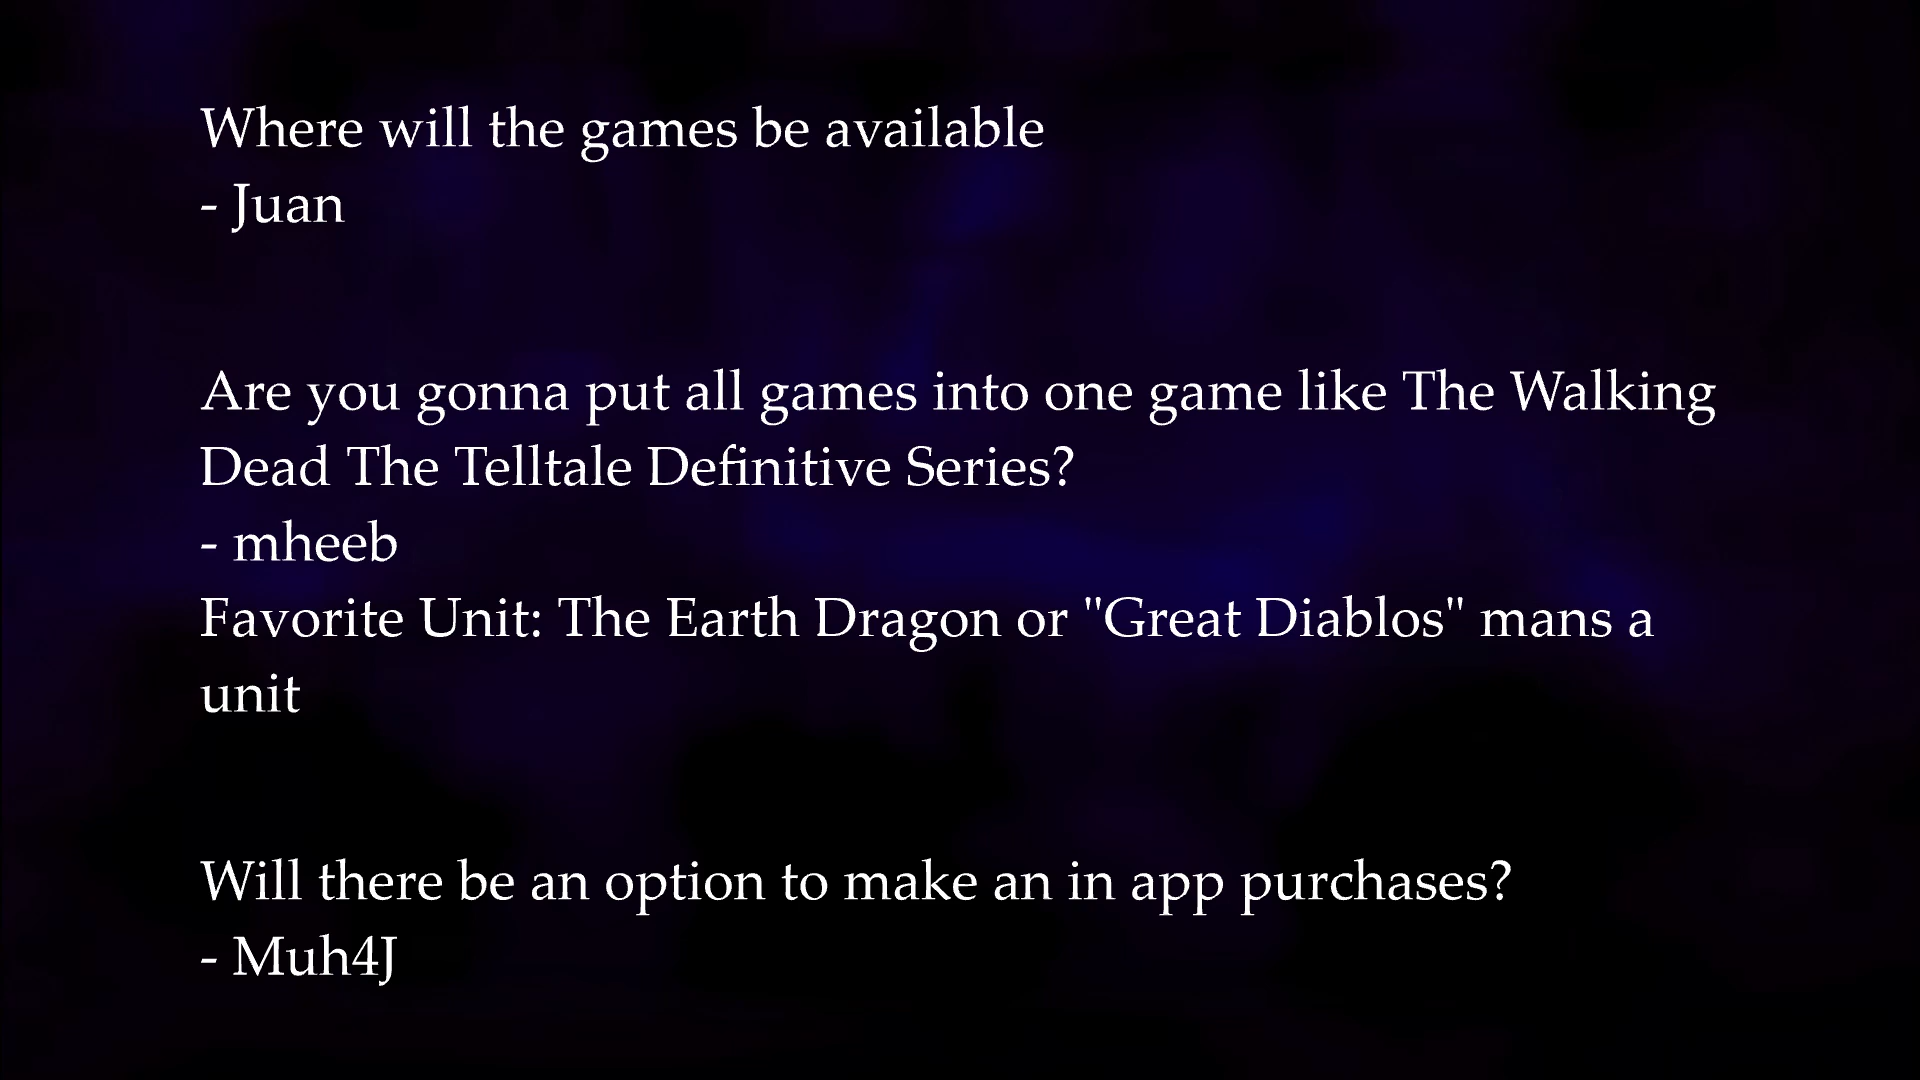 Where will the games be available
- Juan
Are you gonna put all games into one game like The Walking
Dead The Telltale Definitive Series?
- mheeb
Favorite Unit: The Earth Dragon or "Great Diablos" mans a
unit
Will there be an option to make an in app purchases?
- Muh4J